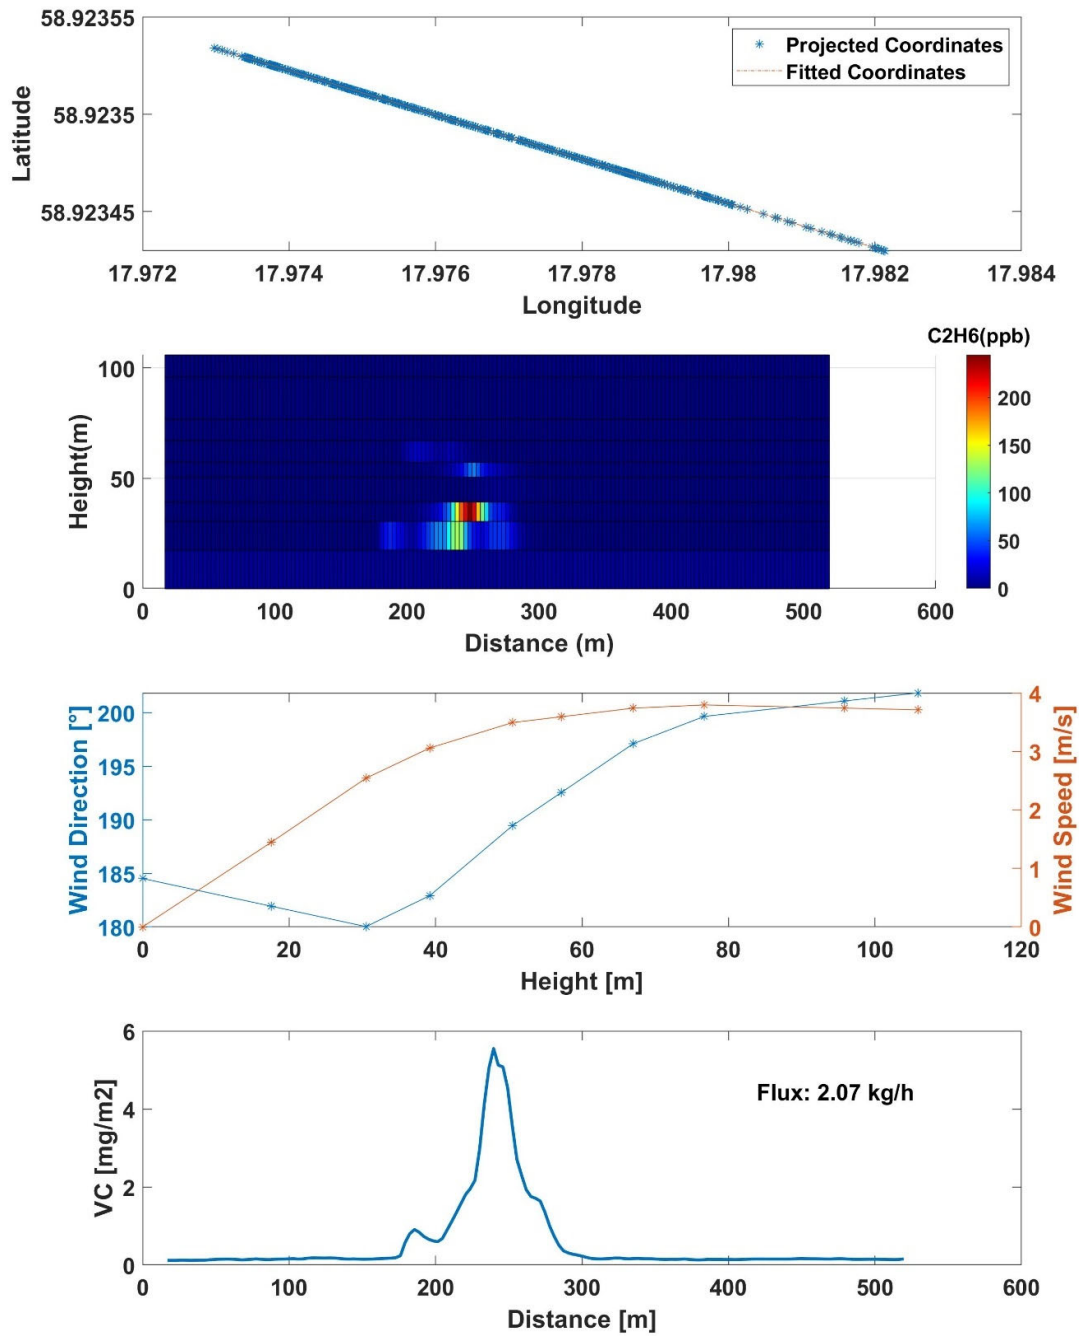 58.92355
58.9235
58.92345
Latitude
Projected Coordinates
Fitted Coordinates
17.972 17.974 17.976 17.978 17.98 17.982 17.984
Longitude
C2H6(ppb)
100
50
0
Height(m)
200
150
100
50
0
0 100 200 300 400 500 600
Distance (m)
200
195
190
185
180
Wind Direction [°]
4
3
2
1
0
Wind Speed [m/s]
0 20 40 60 80 100 120
Height [m]
6
4
2
0
VC [mg/m2]
Flux: 2.07 kg/h
0 100 200 300 400 500 600
Distance [m]